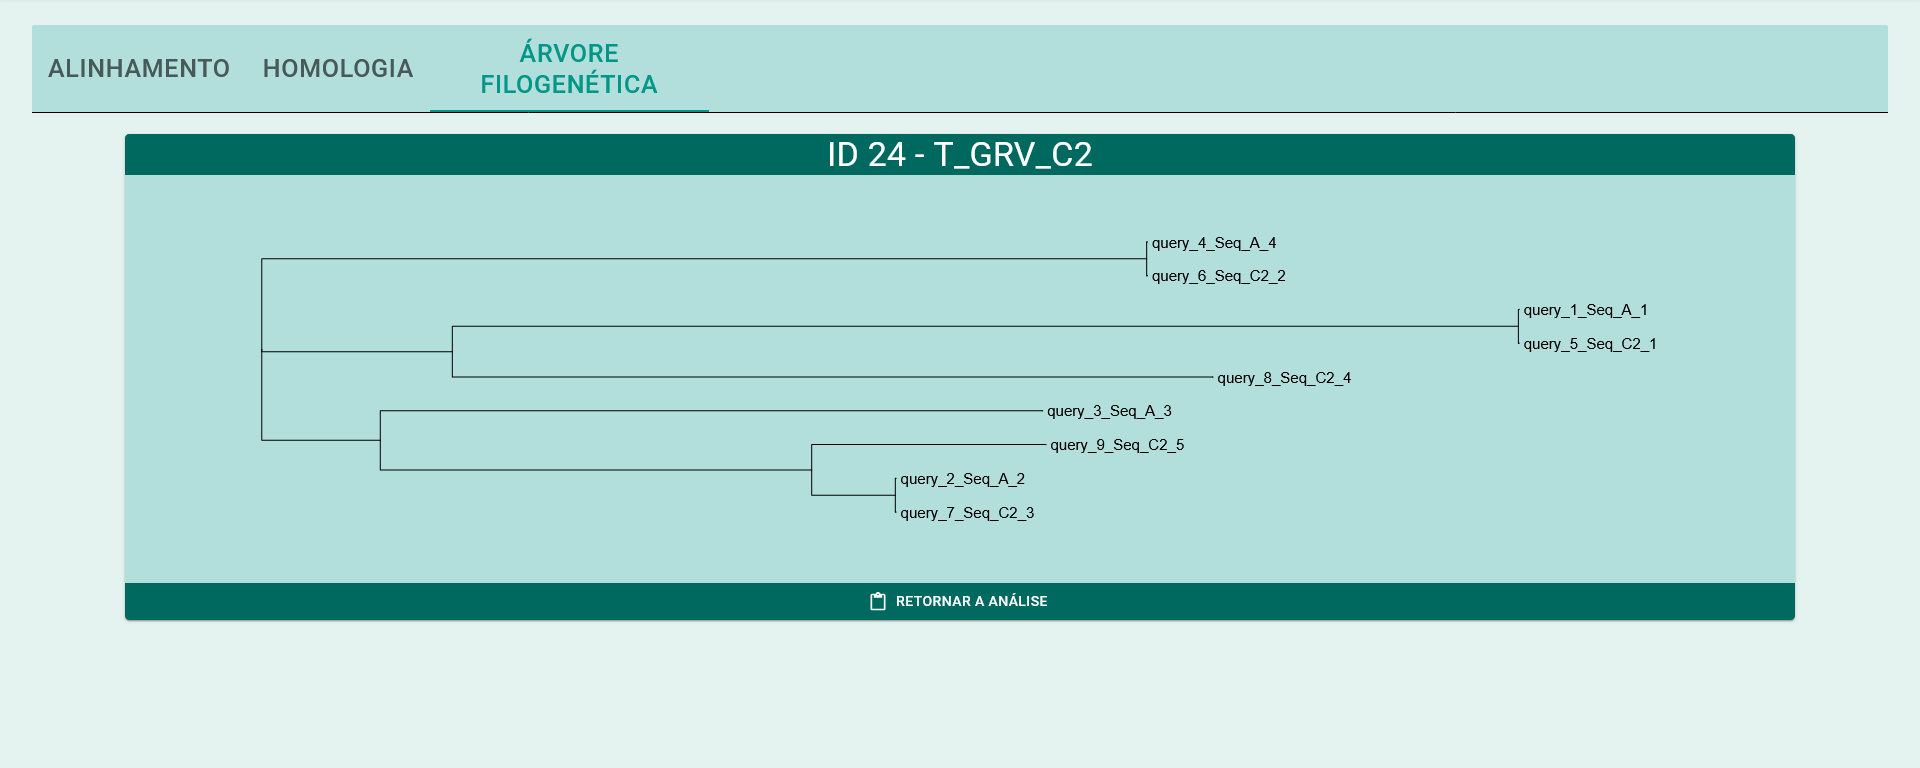 ALINHAMENTO
HOMOLOGIA
ÁRVORE
FILOGENÉTICA
ID 24 - T_GRV_C2
query_4_Seq_A_4
query_6_Seq_C2_2
query_1_Seq_A_1
query_5_Seq_C2_1
query_8_Seq_C2_4
query_3_Seq_A_3
query_9_Seq_C2_5
query_2_Seq_A_2
query_7_Seq_C2_3
RETORNAR A ANÁLISE